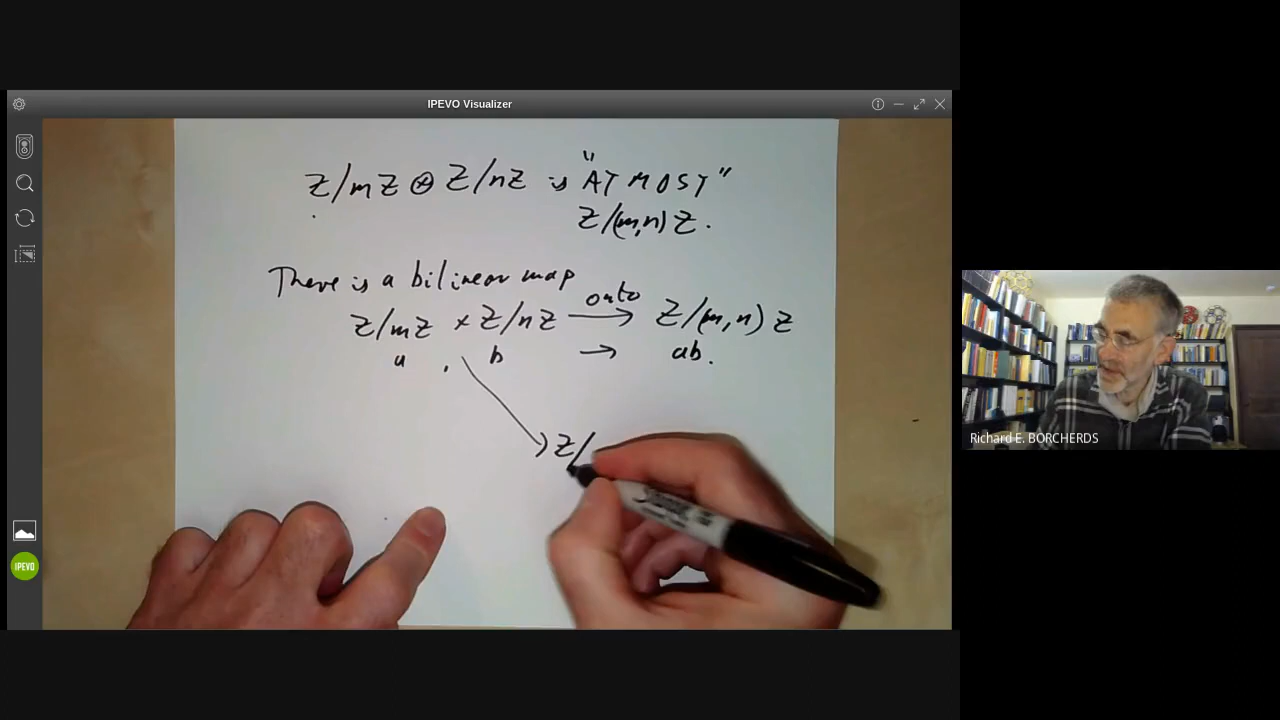 IPEVO Visualizer
Z/mZ ⊗ Z/nZ is "AT MOST"
Z/(m,n)Z.
There is a bilinear map
Z/mZ × Z/nZ onto→ Z/(m,n)Z
a , b → ab.
Z/
IPEVO
Richard E. BORCHERDS